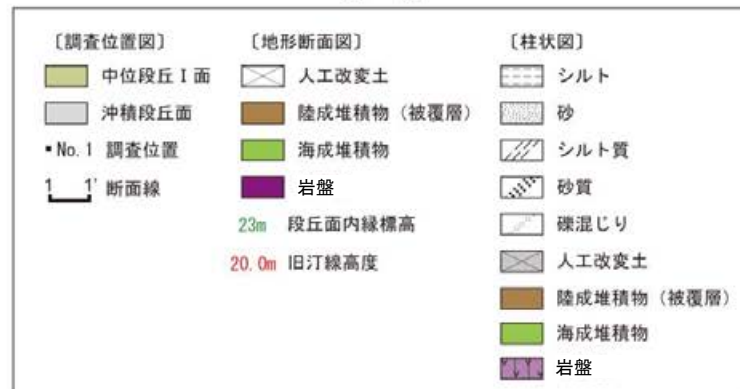 〔調査位置図〕
中位段丘Ⅰ面
沖積段丘面
▪No. 1 調査位置
1 1' 断面線
〔地形断面図〕
人工改変土
陸成堆積物（被覆層）
海成堆積物
岩盤
23m 段丘面内縁標高
20.0m 旧汀線高度
〔柱状図〕
シルト
砂
シルト質
砂質
礫混じり
人工改変土
陸成堆積物（被覆層）
海成堆積物
岩盤